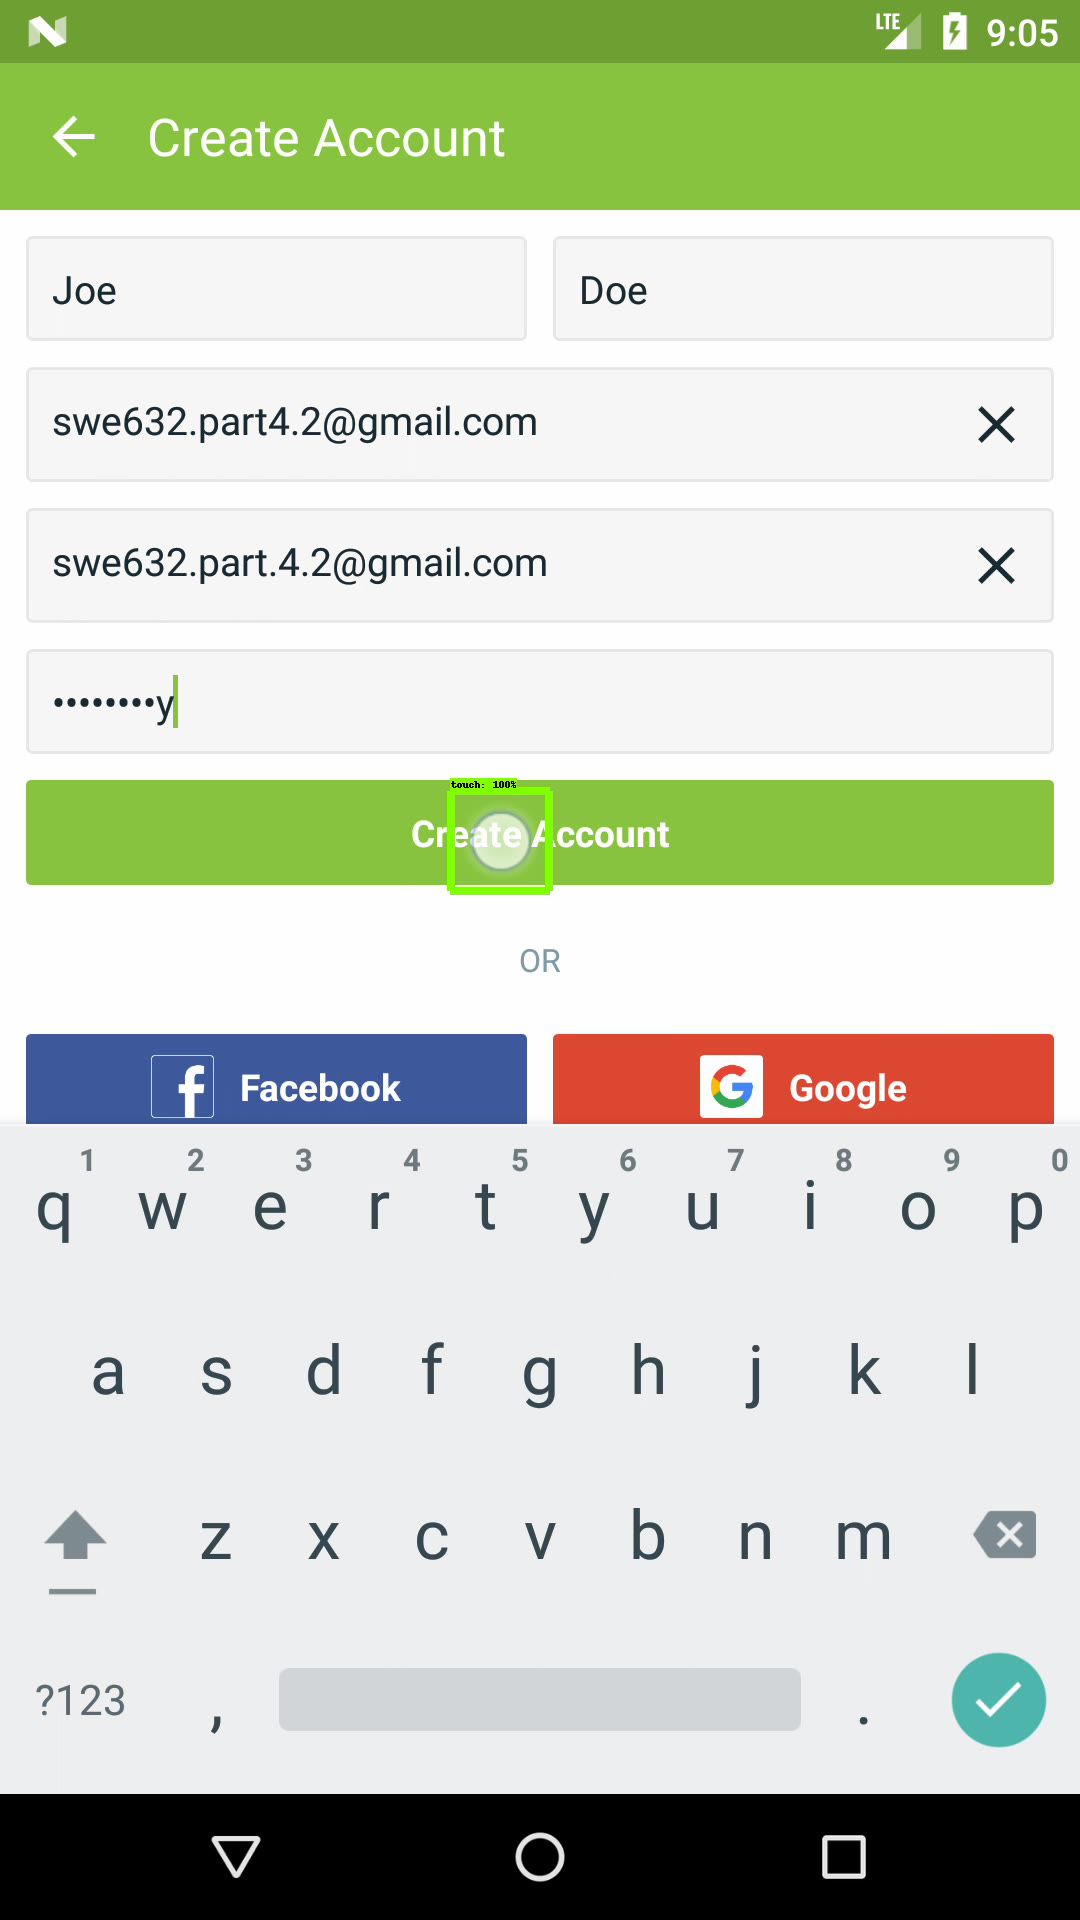 LTE 9:05
Create Account
Joe Doe
swe632.part4.2@gmail.com
swe632.part.4.2@gmail.com
••••••••y
touch: 100%
Create Account
OR
Facebook Google
1 2 3 4 5 6 7 8 9 0
q w e r t y u i o p
a s d f g h j k l
z x c v b n m
?123 , .